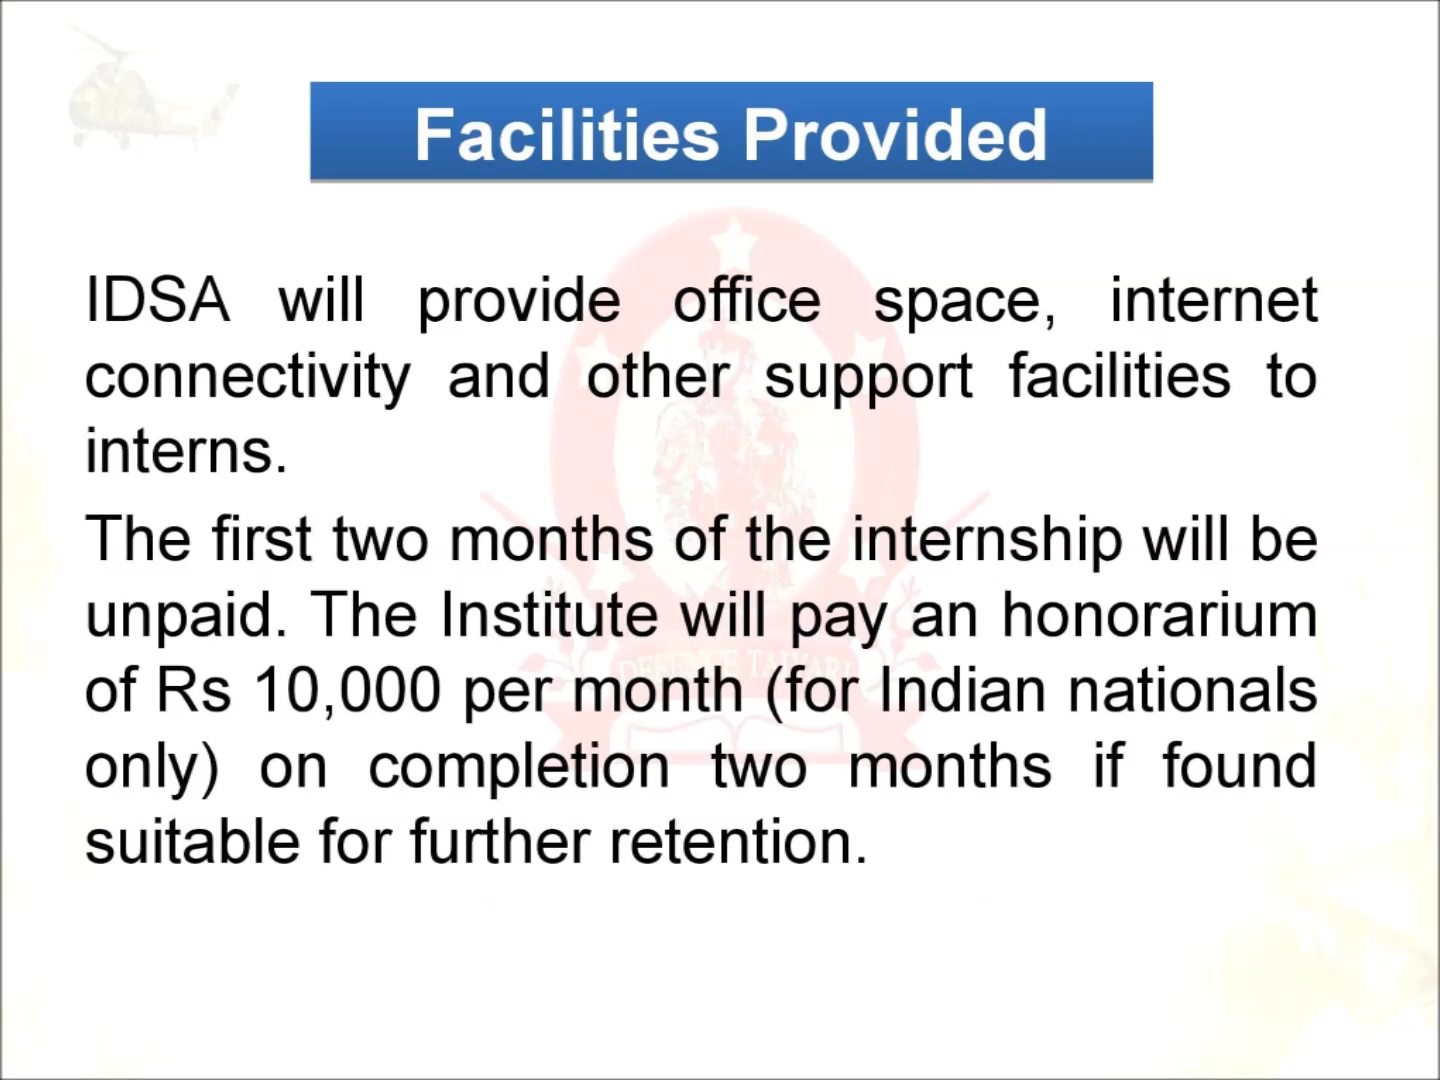 Facilities Provided
IDSA will provide office space, internet
connectivity and other support facilities to
interns.
The first two months of the internship will be
unpaid. The Institute will pay an honorarium
of Rs 10,000 per month (for Indian nationals
only) on completion two months if found
suitable for further retention.
DEFENCE TAIYARI